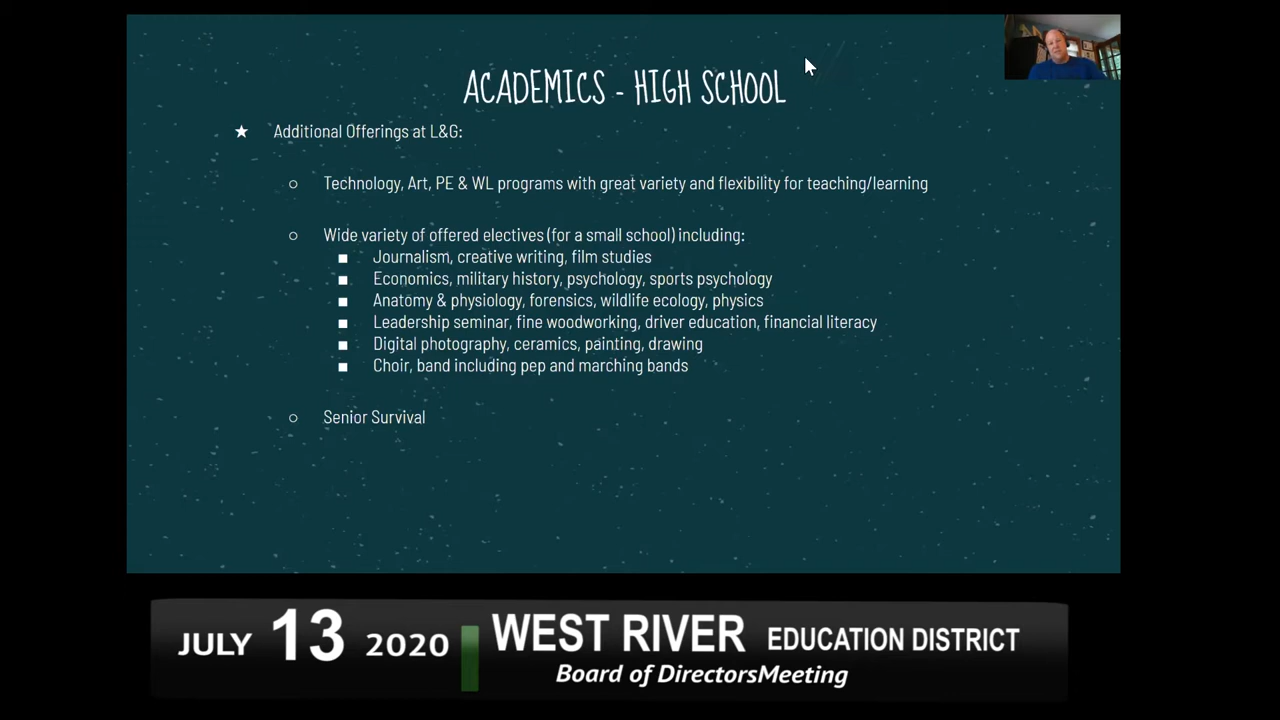 ACADEMICS - HIGH SCHOOL
★ Additional Offerings at L&G:
○ Technology, Art, PE & WL programs with great variety and flexibility for teaching/learning
○ Wide variety of offered electives (for a small school) including:
■ Journalism, creative writing, film studies
■ Economics, military history, psychology, sports psychology
■ Anatomy & physiology, forensics, wildlife ecology, physics
■ Leadership seminar, fine woodworking, driver education, financial literacy
■ Digital photography, ceramics, painting, drawing
■ Choir, band including pep and marching bands
○ Senior Survival
JULY 13 2020 WEST RIVER EDUCATION DISTRICT
Board of DirectorsMeeting